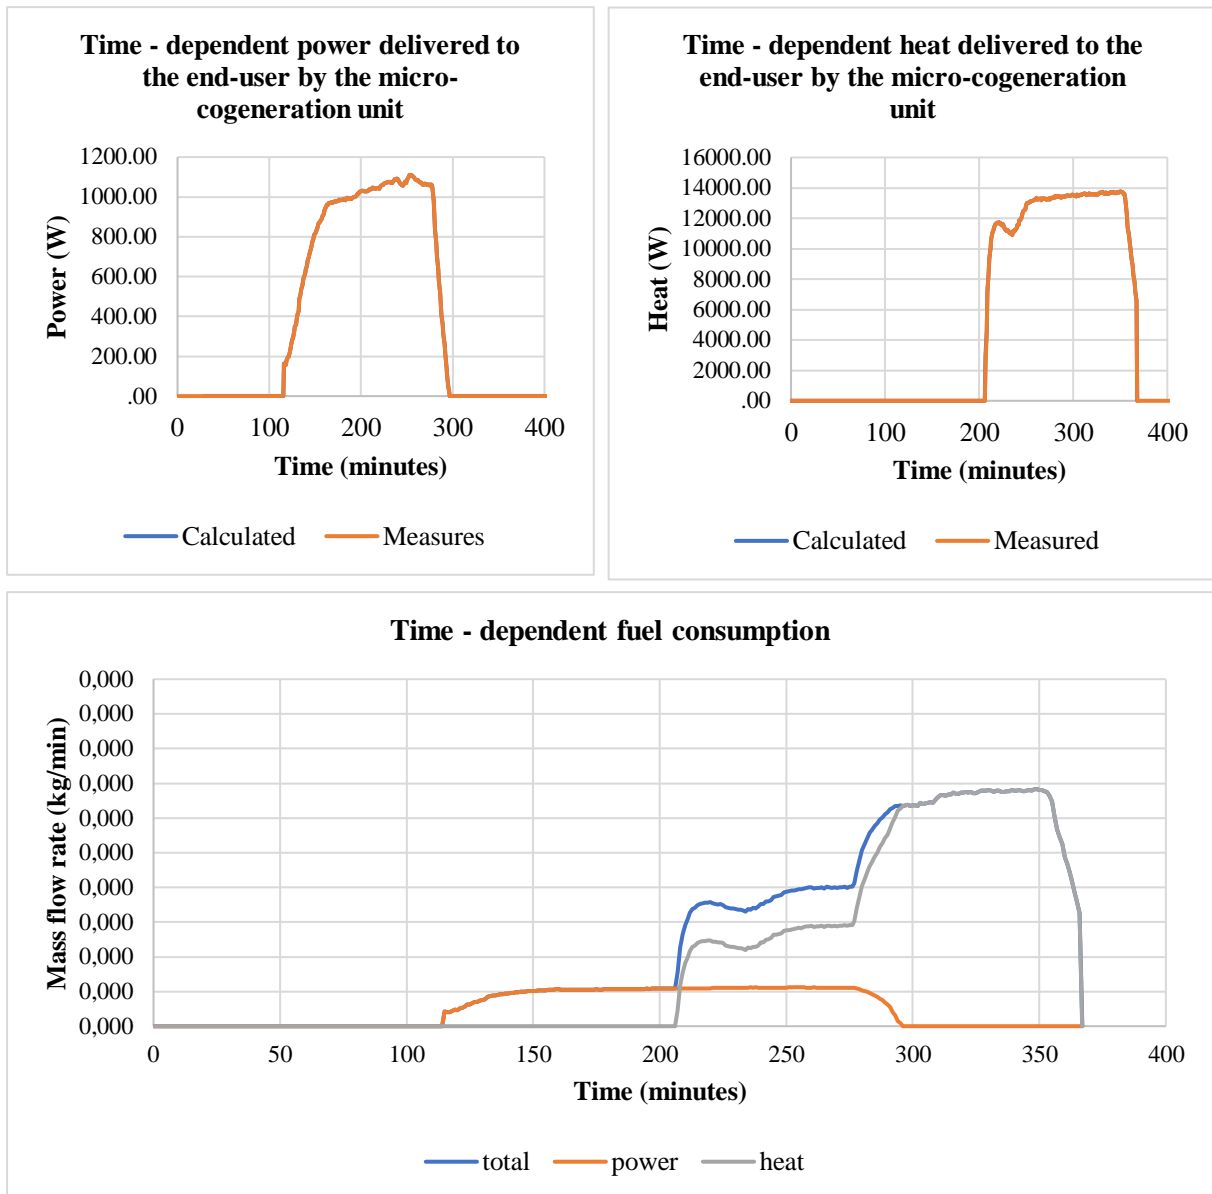 Time - dependent power delivered to
the end-user by the micro-
cogeneration unit
1200.00
1000.00
800.00
600.00
400.00
200.00
.00
Power (W)
0 100 200 300 400
Time (minutes)
Calculated Measures
Time - dependent heat delivered to the
end-user by the micro-cogeneration
unit
16000.00
14000.00
12000.00
10000.00
8000.00
6000.00
4000.00
2000.00
.00
Heat (W)
0 100 200 300 400
Time (minutes)
Calculated Measured
Time - dependent fuel consumption
0,000
0,000
0,000
0,000
0,000
0,000
0,000
0,000
0,000
0,000
0,000
Mass flow rate (kg/min)
0 50 100 150 200 250 300 350 400
Time (minutes)
total power heat